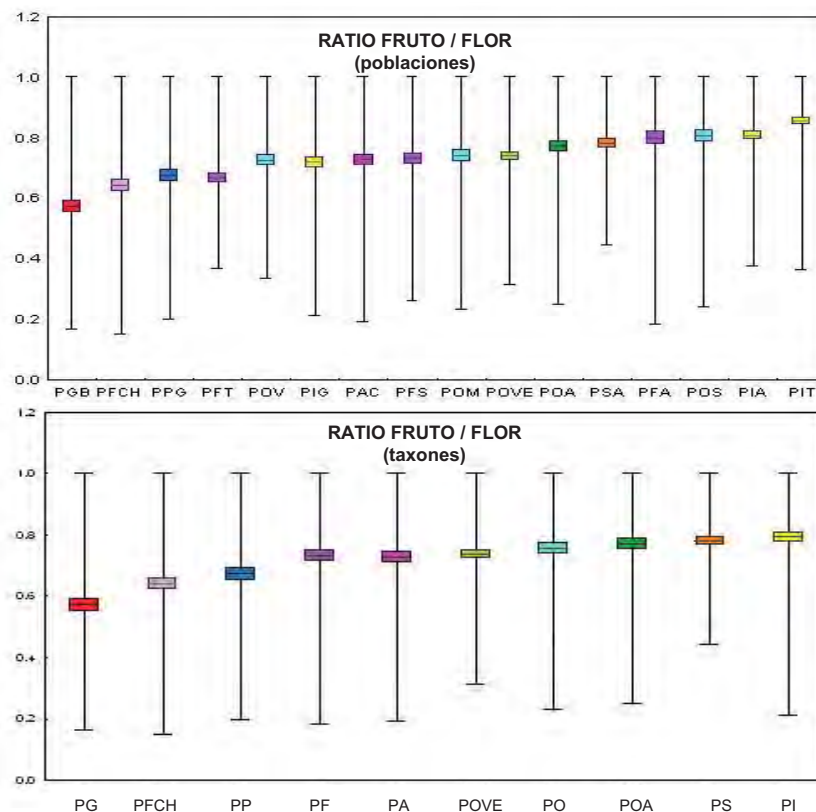 RATIO FRUTO / FLOR
(poblaciones)
1.2
1.0
0.8
0.6
0.4
0.2
0.0
PGB PFCH PPG PFT POV PIG PAC PFS POM POVE POA PSA PFA POS PIA PIT
RATIO FRUTO / FLOR
(taxones)
1.2
1.0
0.8
0.6
0.4
0.2
0.0
PG PFCH PP PF PA POVE PO POA PS PI